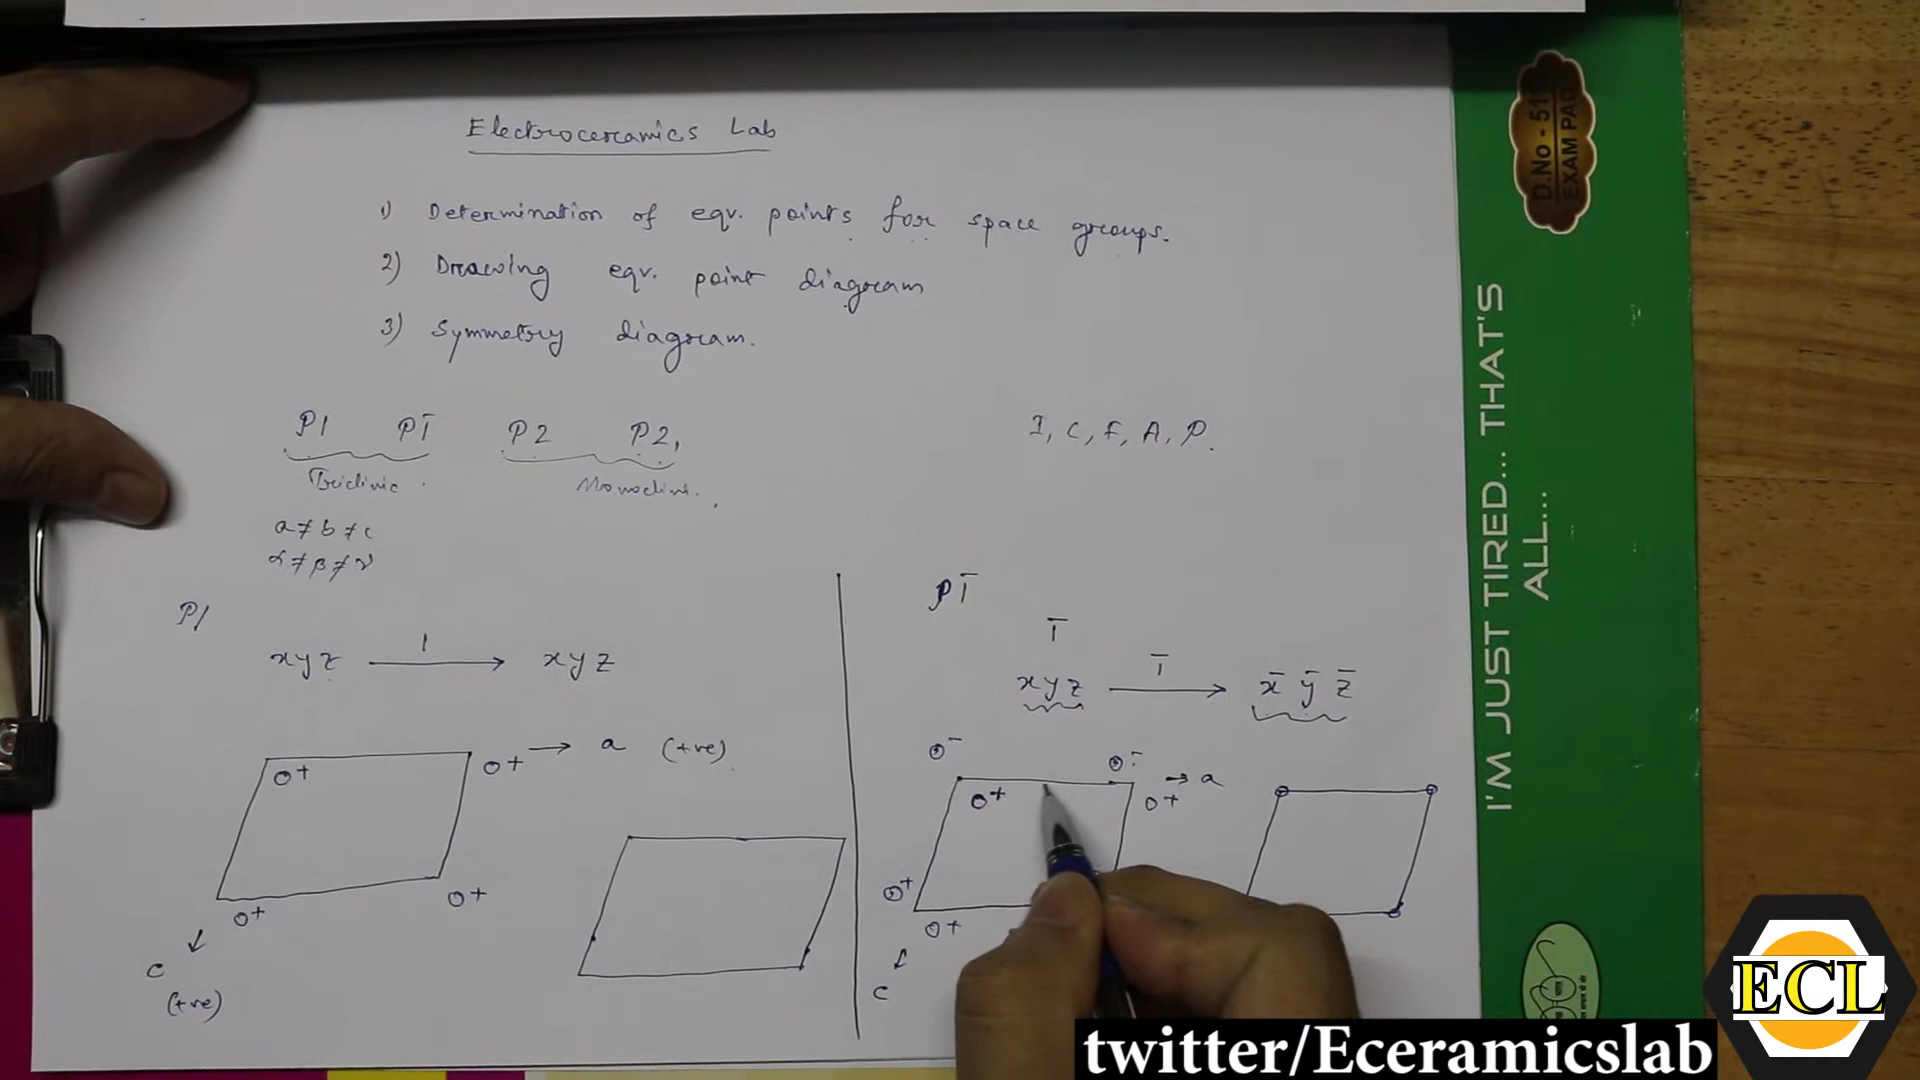 Electroceramics Lab
1) Determination of eqv. points for space groups.
2) Drawing eqv. point diagram
3) Symmetry diagram.
P1 P1̄ P2 P2₁
I, C, F, A, P.
Triclinic Monoclini.
a ≠ b ≠ c
α ≠ β ≠ γ
P1
xyz 1 → xyz
o+ o+ → a (+ve)
o+ o+
c
(+ve)
P1̄
1̄
xyz 1̄ → x̄ ȳ z̄
- -
o+ o+ → a
+
o+
c
D.No - 51
EXAM PAD
I'M JUST TIRED... THAT'S
ALL...
ECL
twitter/Eceramicslab